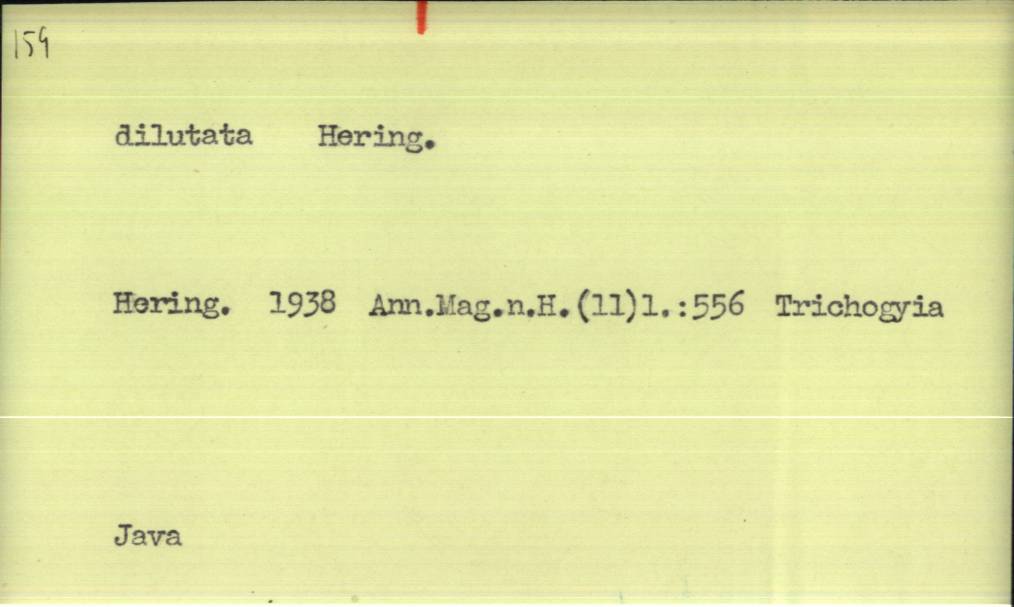 159
dilutata Hering.
Hering. 1938 Ann.Mag.n.H.(11)1.:556 Trichogyia
Java